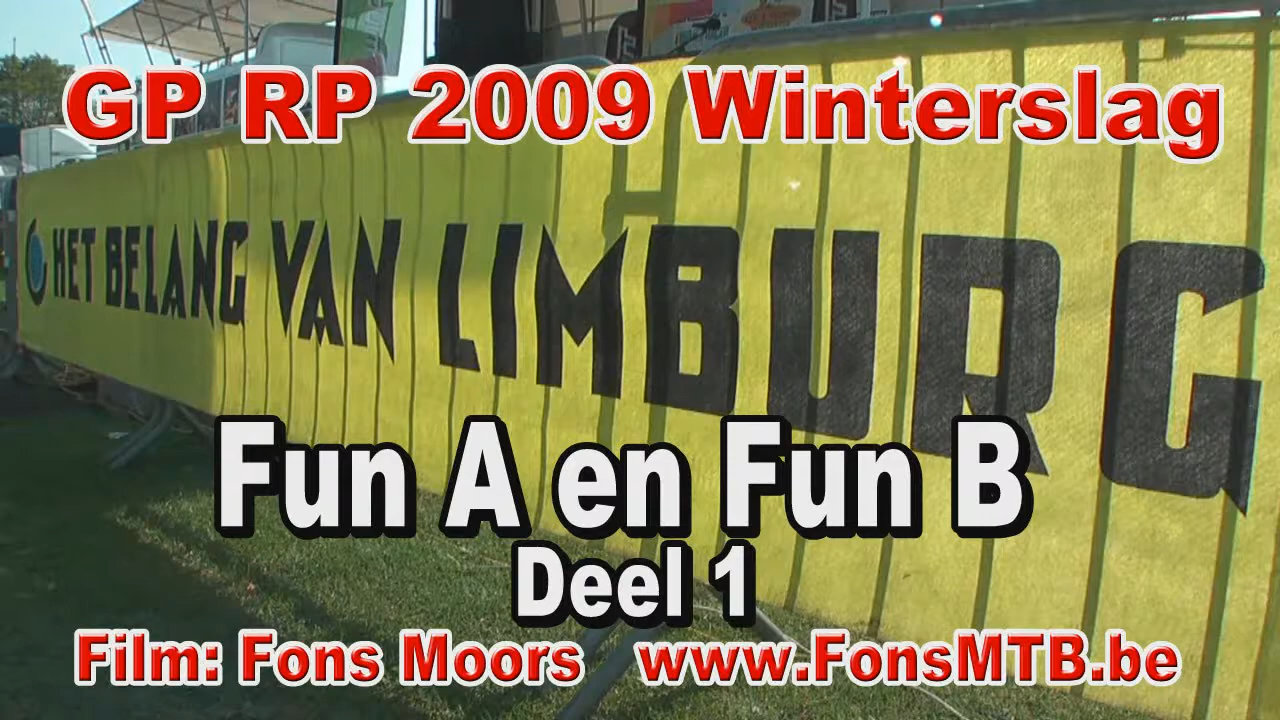 GP RP 2009 Winterslag
HET BELANG VAN LIMBURG
Fun A en Fun B
Deel 1
Film: Fons Moors www.FonsMTB.be